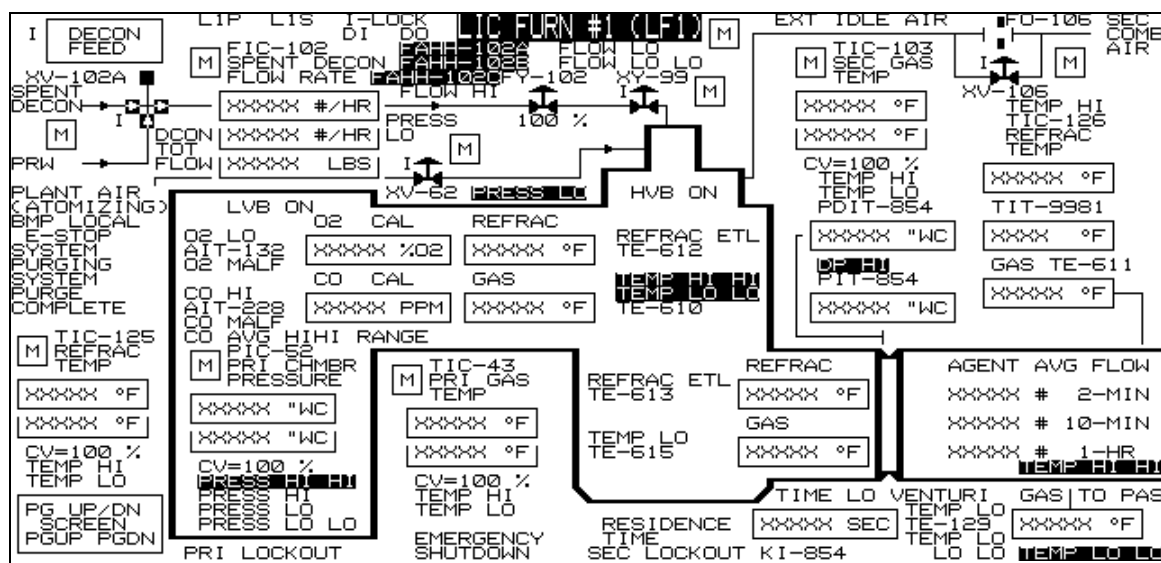 L1P L1S I-LOCK
DI DO
LIC FURN #1 (LF1)
M
EXT IDLE AIR
FO-106 SEC
COMB
AIR
I
DECON
FEED
M
FIC-102
SPENT DECON
FLOW RATE
FAHH-102A
FAHH-102B
FAHH-102C
FLOW LO
FLOW LO LO
FY-102
XY-99
FLOW HI
M
TIC-103
SEC GAS
TEMP
M
I
XV-106
XV-102A
SPENT
DECON
I
M
PRW
XXXXX #/HR
XXXXX #/HR
DCON
TOT
FLOW
XXXXX LBS
PRESS
LO
100 %
I
M
M
I
XV-62
PRESS LO
HVB ON
XXXXX °F
XXXXX °F
CV=100 %
TEMP HI
TEMP LO
PDIT-854
XXXXX "WC
DP HI
PIT-854
XXXXX "WC
TEMP HI
TIC-126
REFRAC
TEMP
XXXXX °F
TIT-9981
XXXXX °F
GAS TE-611
XXXXX °F
PLANT AIR
(ATOMIZING)
BMP LOCAL
E-STOP
SYSTEM
PURGING
SYSTEM
PURGE
COMPLETE
LVB ON
O2 CAL
REFRAC
O2 LO
AIT-132
O2 MALF
XXXXX %O2
XXXXX °F
CO CAL
GAS
CO HI
AIT-228
CO MALF
XXXXX PPM
XXXXX °F
CO AVG HIHI RANGE
REFRAC ETL
TE-612
TEMP HI HI
TEMP LO LO
TE-610
M
TIC-125
REFRAC
TEMP
XXXXX °F
XXXXX °F
CV=100 %
TEMP HI
TEMP LO
M
PIC-52
PRI CHMBR
PRESSURE
XXXXX "WC
XXXXX "WC
CV=100 %
PRESS HI HI
PRESS HI
PRESS LO
PRESS LO LO
M
TIC-43
PRI GAS
TEMP
XXXXX °F
XXXXX °F
CV=100 %
TEMP HI
TEMP LO
REFRAC ETL
TE-613
REFRAC
XXXXX °F
TEMP LO
TE-615
GAS
XXXXX °F
AGENT AVG FLOW
XXXXX # 2-MIN
XXXXX # 10-MIN
XXXXX # 1-HR
TEMP HI HI
PG UP/DN
SCREEN
PGUP PGDN
PRI LOCKOUT
EMERGENCY
SHUTDOWN
RESIDENCE
TIME
SEC LOCKOUT
TIME LO
XXXXX SEC
KI-854
VENTURI
TEMP LO
TE-129
TEMP LO
LO LO
GAS TO PAS
XXXXX °F
TEMP LO LO